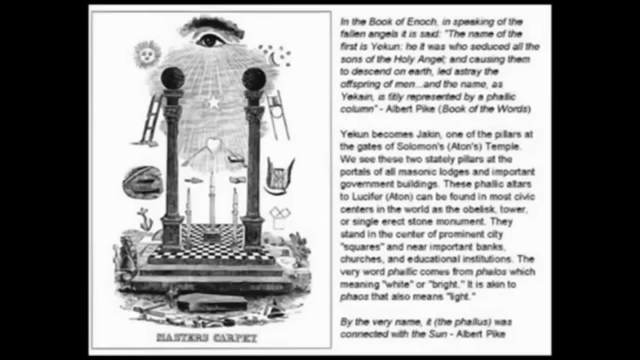 In the Book of Enoch, in speaking of the
fallen angels it is said: "The name of the
first is Yekun: he it was who seduced all the
sons of the Holy Angel; and causing them
to descend on earth, led astray the
offspring of men...and the name, as
Yekain, is fitly represented by a phallic
column" - Albert Pike (Book of the Words)
Yekun becomes Jakin, one of the pillars at
the gates of Solomon's (Aton's) Temple.
We see these two stately pillars at the
portals of all masonic lodges and important
government buildings. These phallic altars
to Lucifer (Aton) can be found in most civic
centers in the world as the obelisk, tower,
or single erect stone monument. They
stand in the center of prominent city
"squares" and near important banks,
churches, and educational institutions. The
very word phallic comes from phalos which
meaning "white" or "bright." It is akin to
phaos that also means "light."
By the very name, it (the phallus) was
connected with the Sun - Albert Pike
MASTERS CARPET